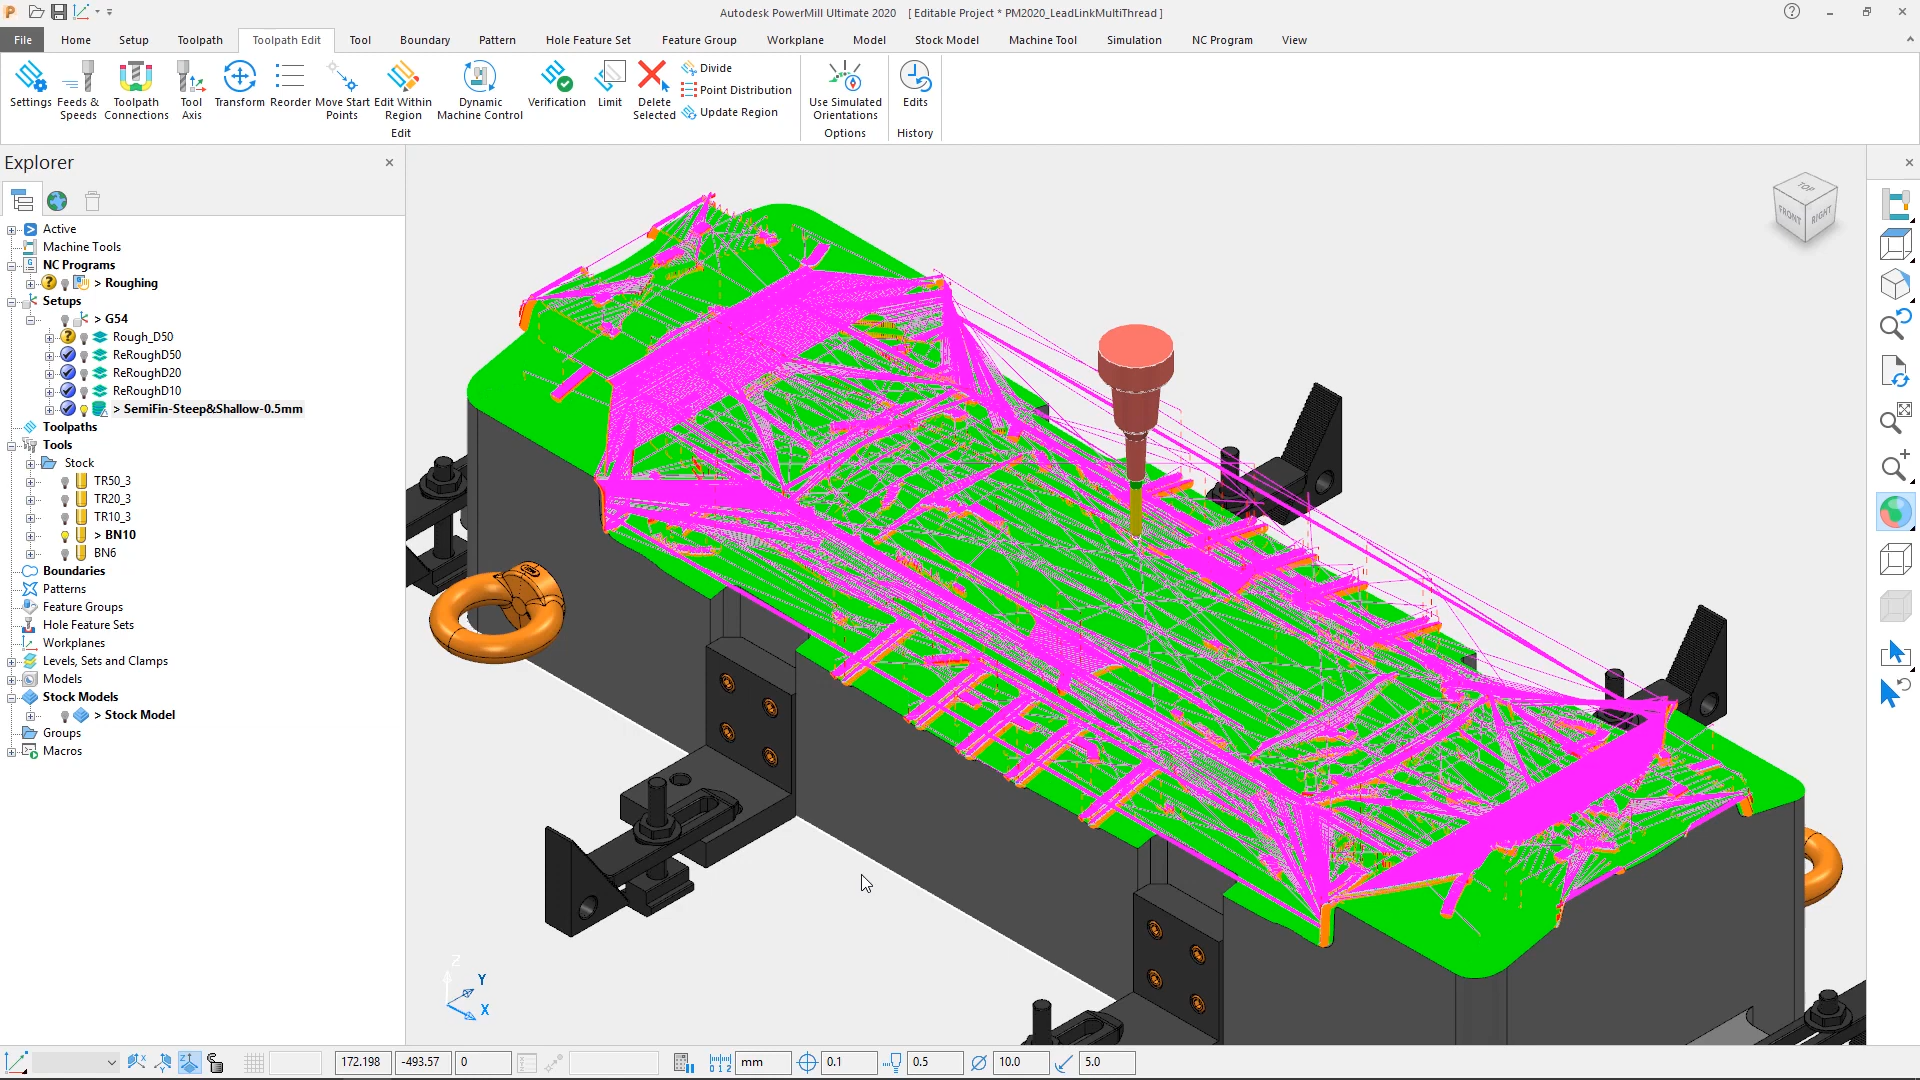 Autodesk PowerMill Ultimate 2020 [ Editable Project * PM2020_LeadLinkMultiThread ]
File Home Setup Toolpath Toolpath Edit Tool Boundary Pattern Hole Feature Set Feature Group Workplane Model Stock Model Machine Tool Simulation NC Program View
Settings
Feeds & Speeds
Toolpath Connections
Tool Axis
Transform
Reorder
Move Start Points
Edit Within Region
Dynamic Machine Control
Verification
Limit
Delete Selected
Divide
Point Distribution
Update Region
Use Simulated Orientations
Edits
Edit
Options
History
Explorer
Active
Machine Tools
NC Programs
> Roughing
Setups
> G54
Rough_D50
ReRoughD50
ReRoughD20
ReRoughD10
> SemiFin-Steep&Shallow-0.5mm
Toolpaths
Tools
Stock
TR50_3
TR20_3
TR10_3
> BN10
BN6
Boundaries
Patterns
Feature Groups
Hole Feature Sets
Workplanes
Levels, Sets and Clamps
Models
Stock Models
> Stock Model
Groups
Macros
TOP
FRONT
RIGHT
Z
Y
X
172.198 -493.57 0 mm 0.1 0.5 10.0 5.0